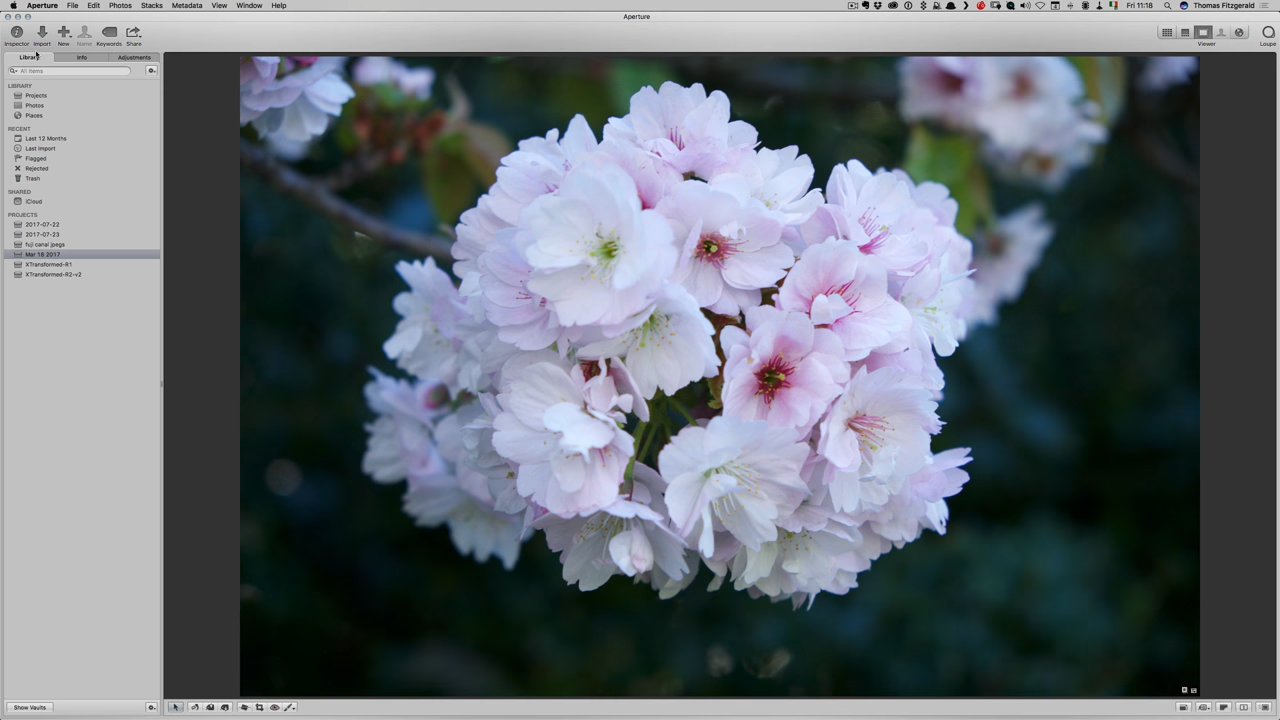 Aperture File Edit Photos Stacks Metadata View Window Help Fri 11:18 Thomas Fitzgerald
Aperture
Inspector Import New Name Keywords Share Viewer Loupe
Library Info Adjustments
All Items
LIBRARY
Projects
Photos
Places
RECENT
Last 12 Months
Last Import
Flagged
Rejected
Trash
SHARED
iCloud
PROJECTS
2017-07-22
2017-07-23
fuji canal jpegs
Mar 18 2017
XTransformed-R1
XTransformed-R2-v2
Show Vaults